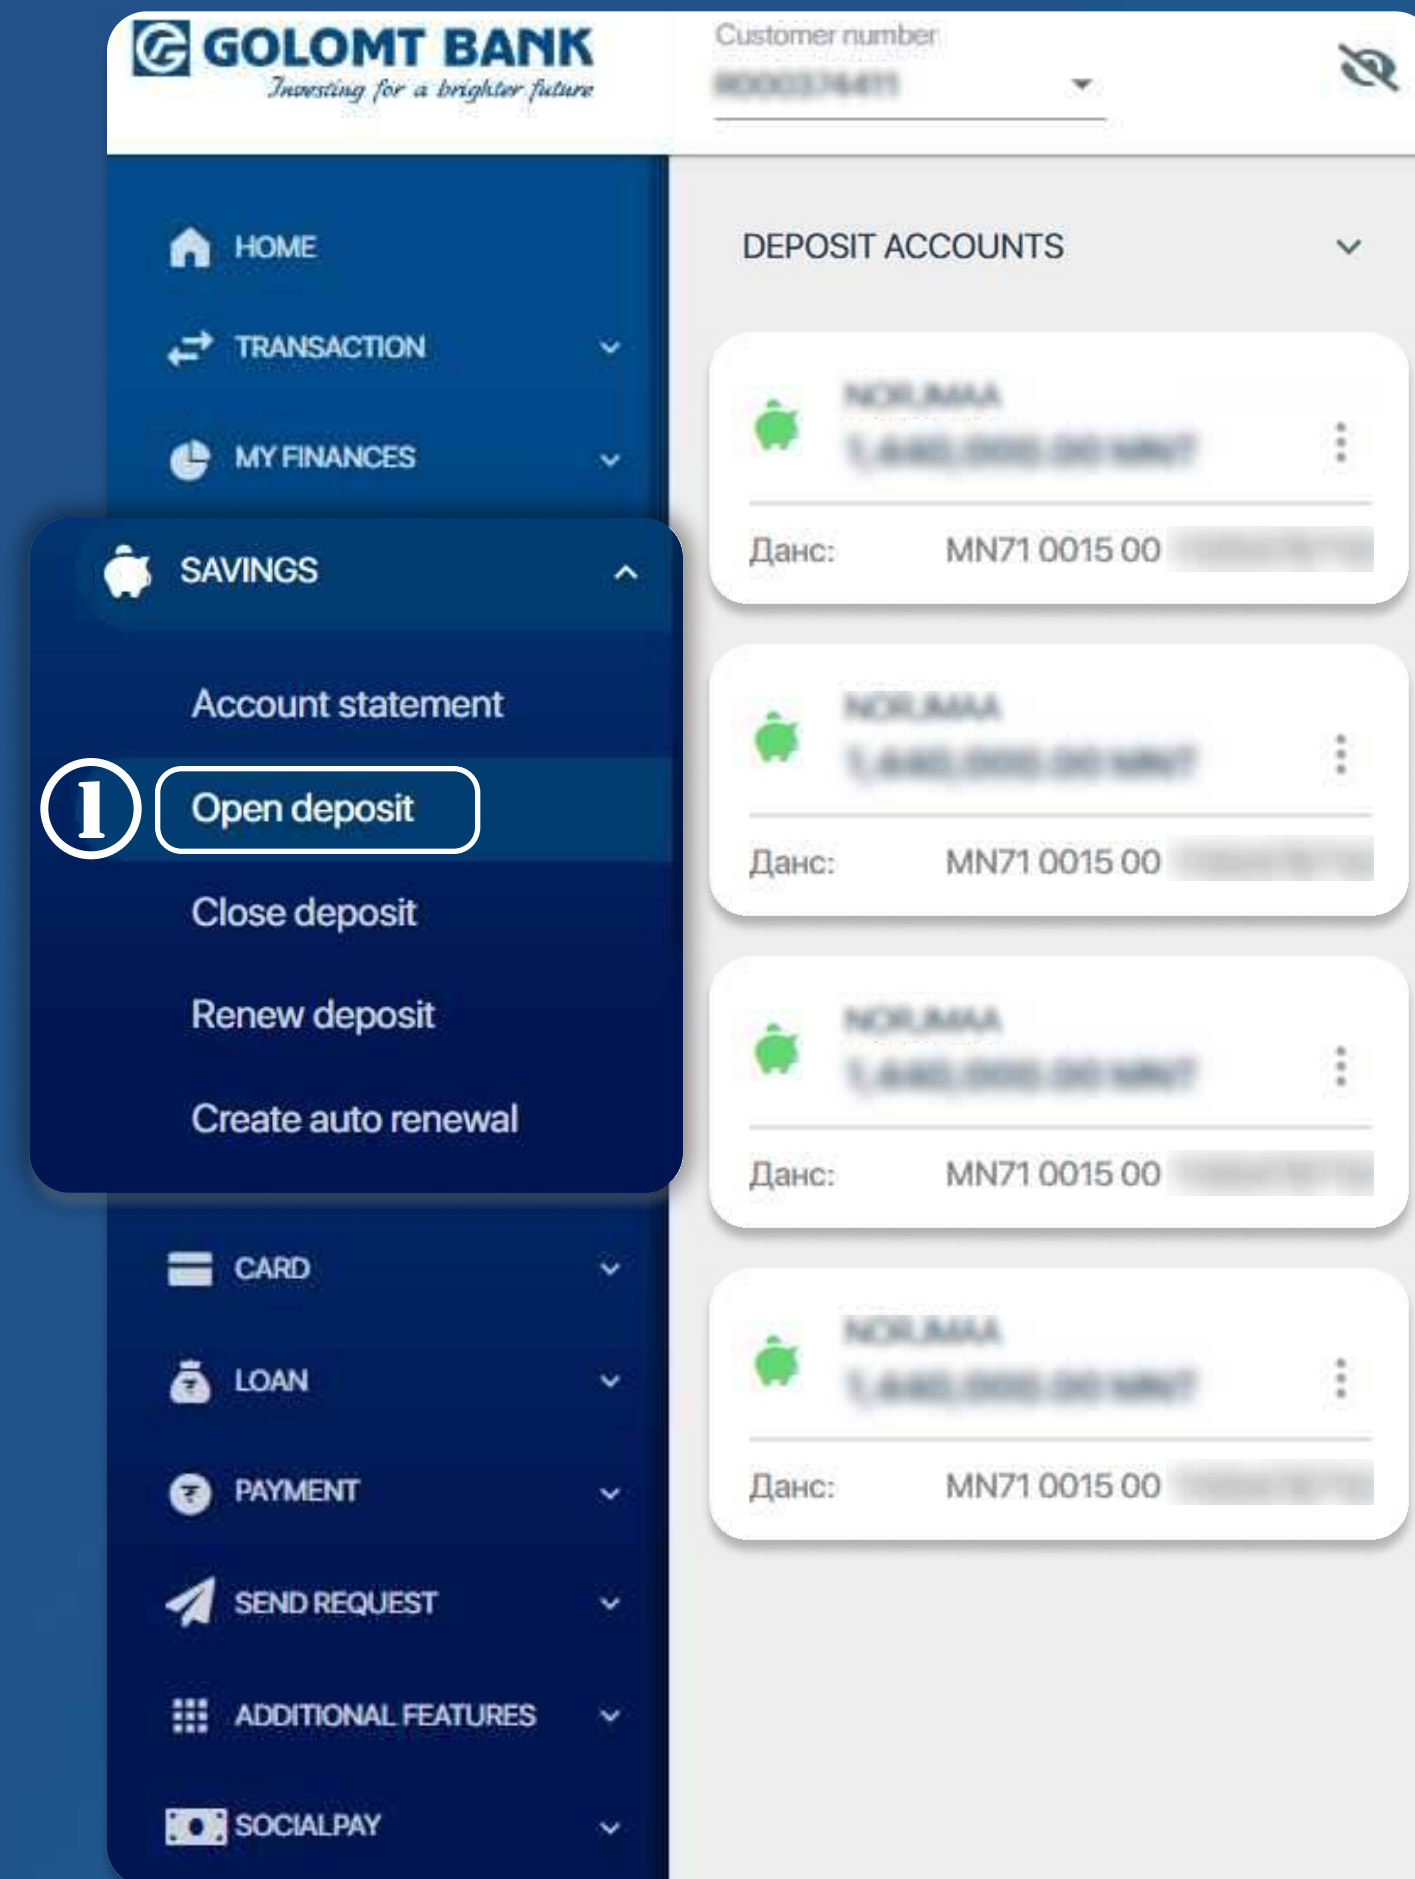 GOLOMT BANK
Investing for a brighter future
Customer number
HOME
TRANSACTION
MY FINANCES
SAVINGS
Account statement
1 Open deposit
Close deposit
Renew deposit
Create auto renewal
CARD
LOAN
PAYMENT
SEND REQUEST
ADDITIONAL FEATURES
SOCIALPAY
DEPOSIT ACCOUNTS
Данс: MN71 0015 00
Данс: MN71 0015 00
Данс: MN71 0015 00
Данс: MN71 0015 00